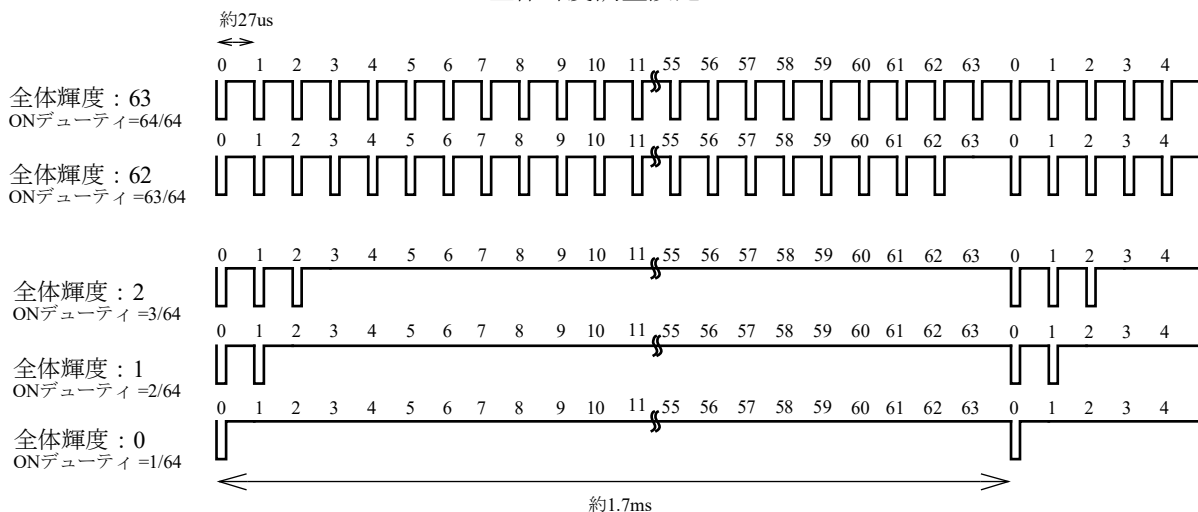 約27us
0 1 2 3 4 5 6 7 8 9 10 11 55 56 57 58 59 60 61 62 63 0 1 2 3 4
全体輝度：63
ONデューティ=64/64
0 1 2 3 4 5 6 7 8 9 10 11 55 56 57 58 59 60 61 62 63 0 1 2 3 4
全体輝度：62
ONデューティ =63/64
0 1 2 3 4 5 6 7 8 9 10 11 55 56 57 58 59 60 61 62 63 0 1 2 3 4
全体輝度：2
ONデューティ =3/64
0 1 2 3 4 5 6 7 8 9 10 11 55 56 57 58 59 60 61 62 63 0 1 2 3 4
全体輝度：1
ONデューティ =2/64
0 1 2 3 4 5 6 7 8 9 10 11 55 56 57 58 59 60 61 62 63 0 1 2 3 4
全体輝度：0
ONデューティ =1/64
約1.7ms